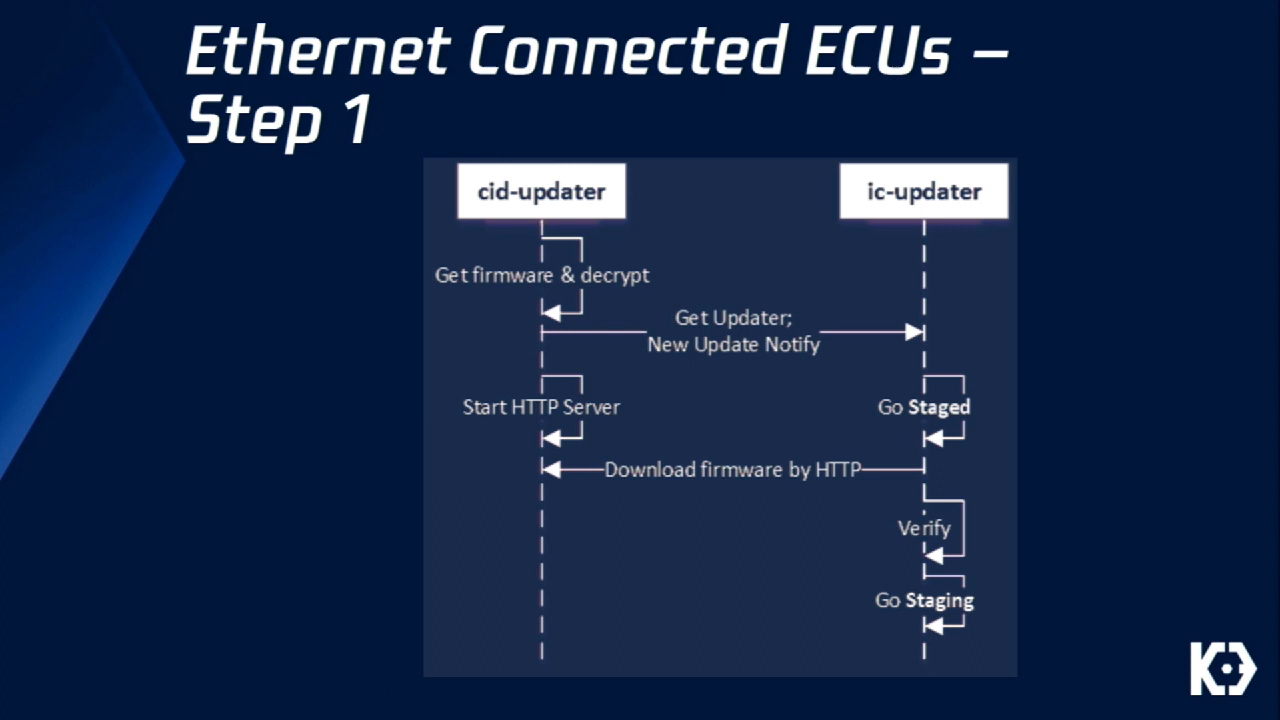 Ethernet Connected ECUs –
Step 1
cid-updater
ic-updater
Get firmware & decrypt
Get Updater;
New Update Notify
Start HTTP Server
Go Staged
Download firmware by HTTP
Verify
Go Staging